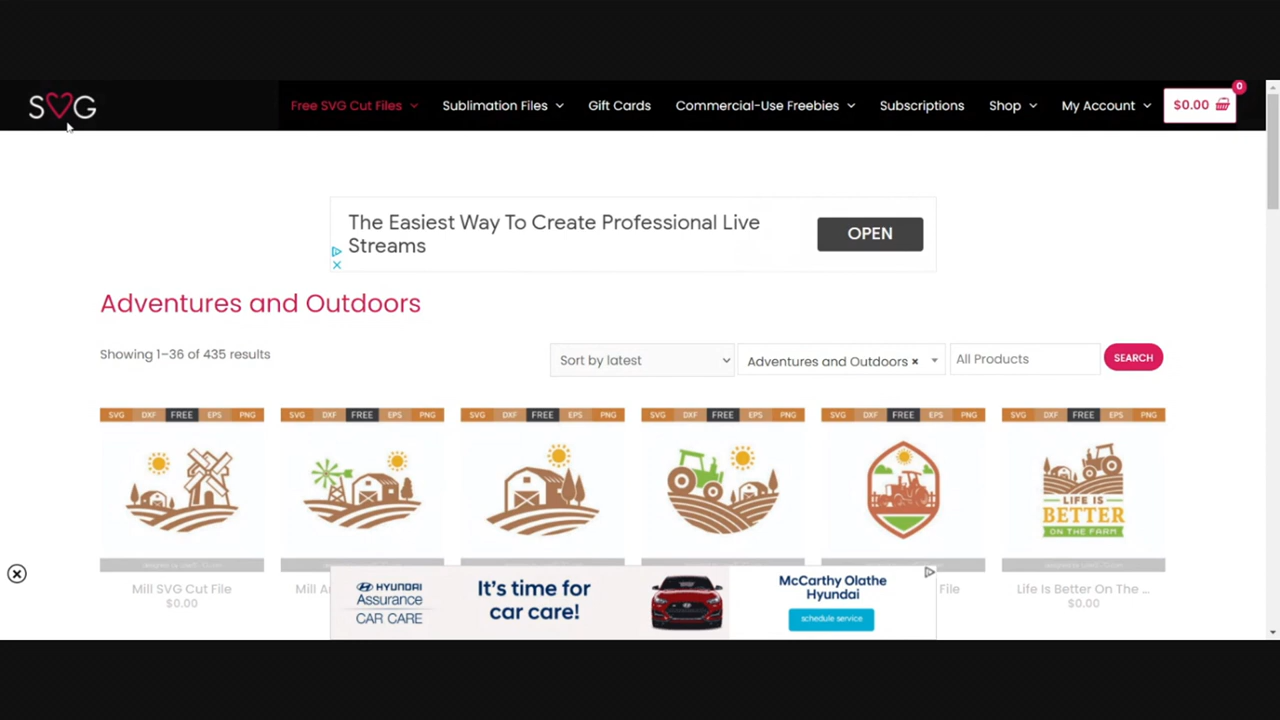 SVG
Free SVG Cut Files
Sublimation Files
Gift Cards
Commercial-Use Freebies
Subscriptions
Shop
My Account
$0.00
0
The Easiest Way To Create Professional Live
Streams
OPEN
Adventures and Outdoors
Showing 1–36 of 435 results
Sort by latest
Adventures and Outdoors ×
All Products
SEARCH
SVG DXF FREE EPS PNG
SVG DXF FREE EPS PNG
SVG DXF FREE EPS PNG
SVG DXF FREE EPS PNG
SVG DXF FREE EPS PNG
SVG DXF FREE EPS PNG
LIFE IS
BETTER
ON THE FARM
Mill SVG Cut File
$0.00
Mill
File
Life Is Better On The ...
$0.00
HYUNDAI
Assurance
CAR CARE
It's time for
car care!
McCarthy Olathe
Hyundai
schedule service